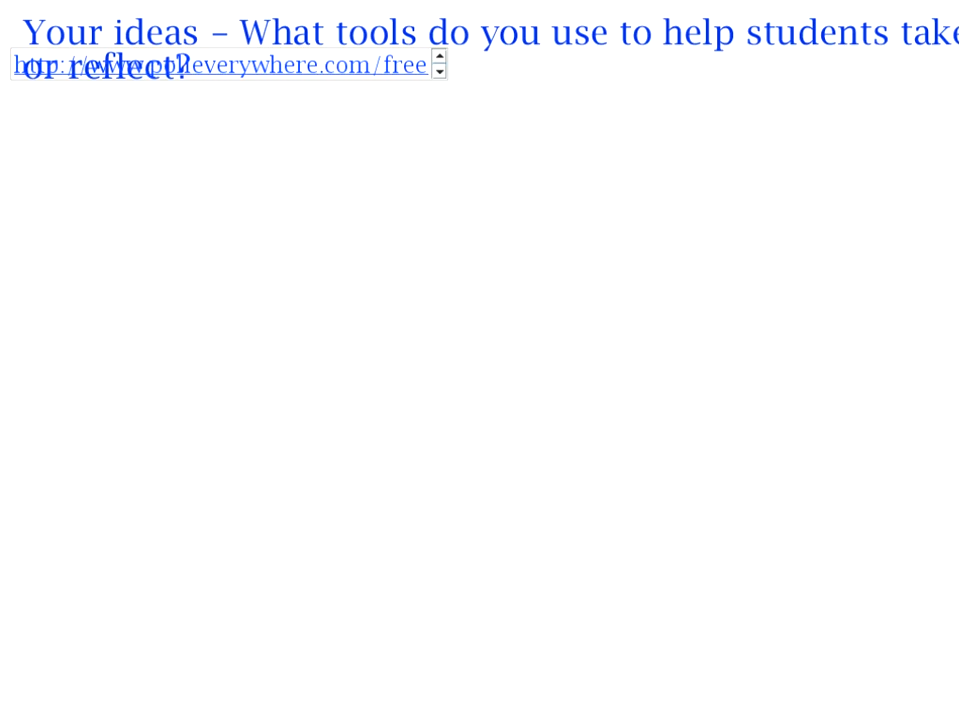 Your ideas – What tools do you use to help students take
or reflect?
http://www.polleverywhere.com/free